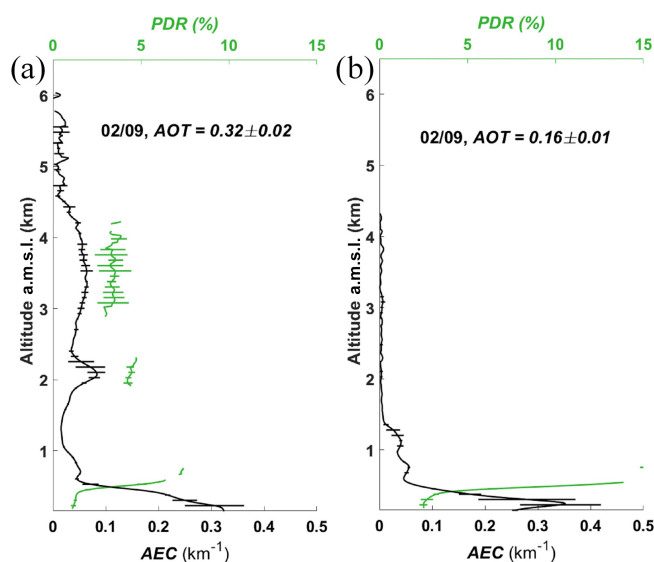 PDR (%)
0 5 10 15
(a)
6
5
4
3
2
1
Altitude a.m.s.l. (km)
02/09, AOT = 0.32±0.02
0 0.1 0.2 0.3 0.4 0.5
AEC (km⁻¹)
PDR (%)
0 5 10 15
(b)
6
5
4
3
2
1
Altitude a.m.s.l. (km)
02/09, AOT = 0.16±0.01
0 0.1 0.2 0.3 0.4 0.5
AEC (km⁻¹)